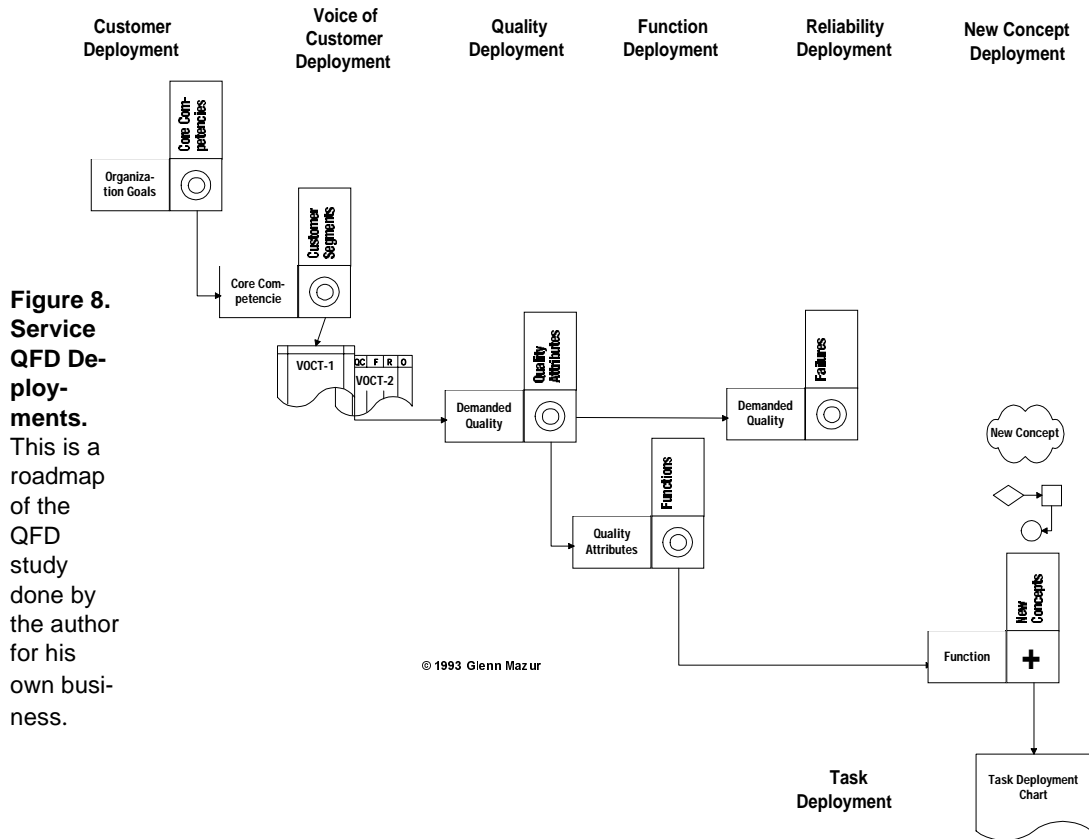 Customer
Deployment
Voice of
Customer
Deployment
Quality
Deployment
Function
Deployment
Reliability
Deployment
New Concept
Deployment
Core Com-
petencies
Organiza-
tion Goals
Customer
Segments
Core Com-
petencie
VOCT-1
QC F R O
VOCT-2
Quality
Attributes
Demanded
Quality
Failures
Demanded
Quality
Functions
Quality
Attributes
New Concept
New
Concepts
Function
+
Figure 8.
Service
QFD De-
ploy-
ments.
This is a
roadmap
of the
QFD
study
done by
the author
for his
own busi-
ness.
© 1993 Glenn Mazur
Task
Deployment
Task Deployment
Chart